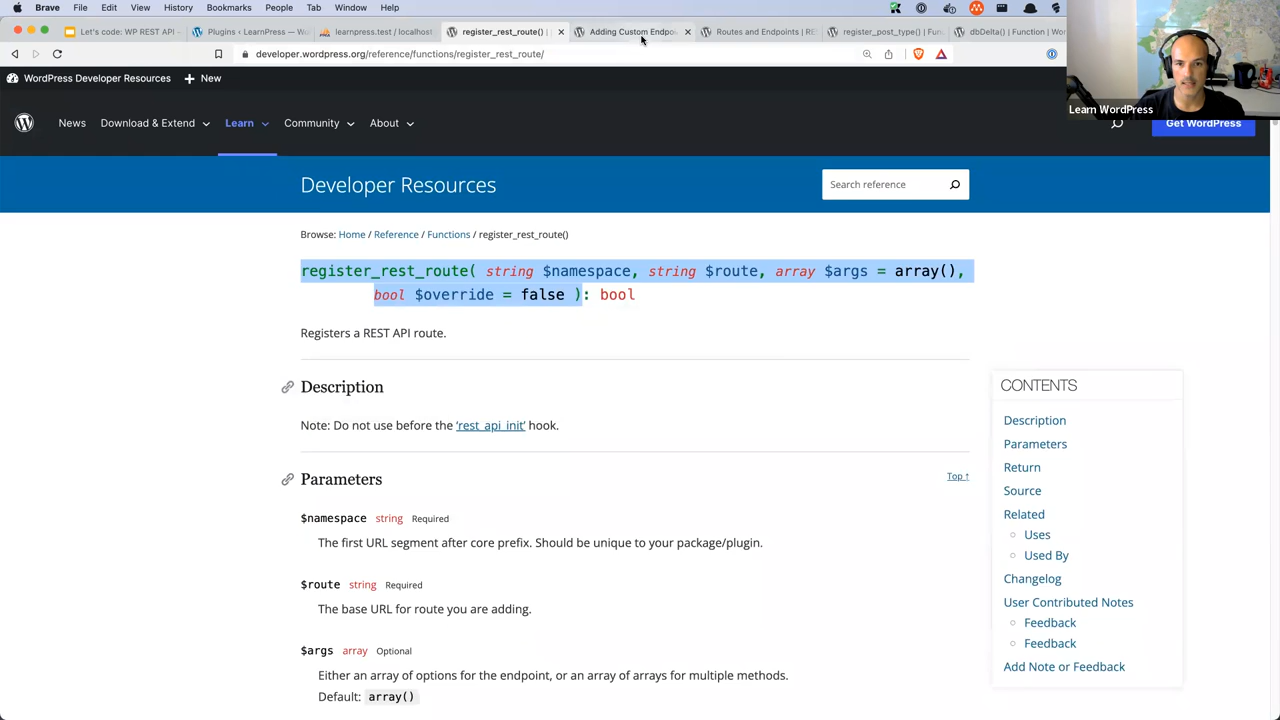 Brave File Edit View History Bookmarks People Tab Window Help
Let's code: WP REST API -
Plugins ‹ LearnPress — Wo
learnpress.test / localhost
register_rest_route() |
Adding Custom Endpo
Routes and Endpoints | RES
register_post_type() | Fun
dbDelta() | Function | Wor
developer.wordpress.org/reference/functions/register_rest_route/
WordPress Developer Resources
New
Learn WordPress
News
Download & Extend
Learn
Community
About
Get WordPress
Developer Resources
Search reference
Browse: Home / Reference / Functions / register_rest_route()
register_rest_route( string $namespace, string $route, array $args = array(),
bool $override = false ): bool
Registers a REST API route.
Description
Note: Do not use before the ‘rest_api_init’ hook.
Parameters
Top ↑
$namespace string Required
The first URL segment after core prefix. Should be unique to your package/plugin.
$route string Required
The base URL for route you are adding.
$args array Optional
Either an array of options for the endpoint, or an array of arrays for multiple methods.
Default: array()
CONTENTS
Description
Parameters
Return
Source
Related
Uses
Used By
Changelog
User Contributed Notes
Feedback
Feedback
Add Note or Feedback